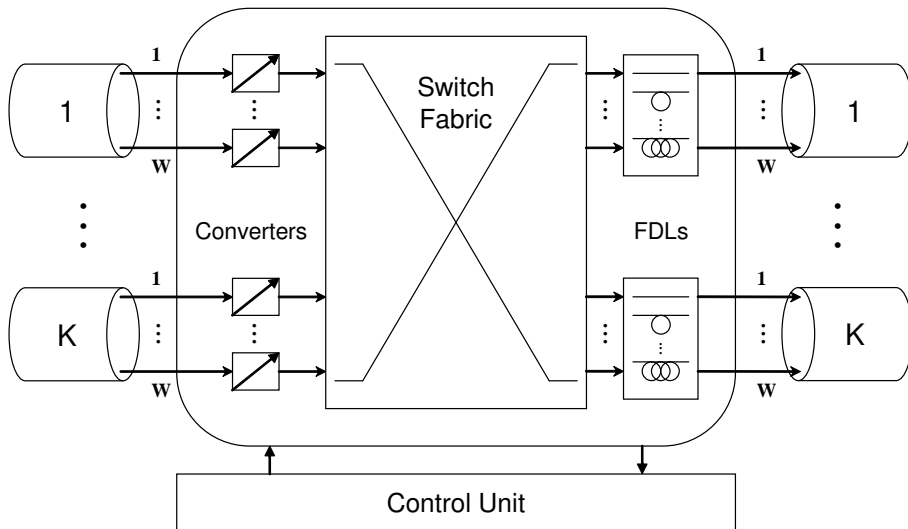 1
1
W
Switch
Fabric
1
W
1
Converters
FDLs
K
1
W
1
W
K
Control Unit